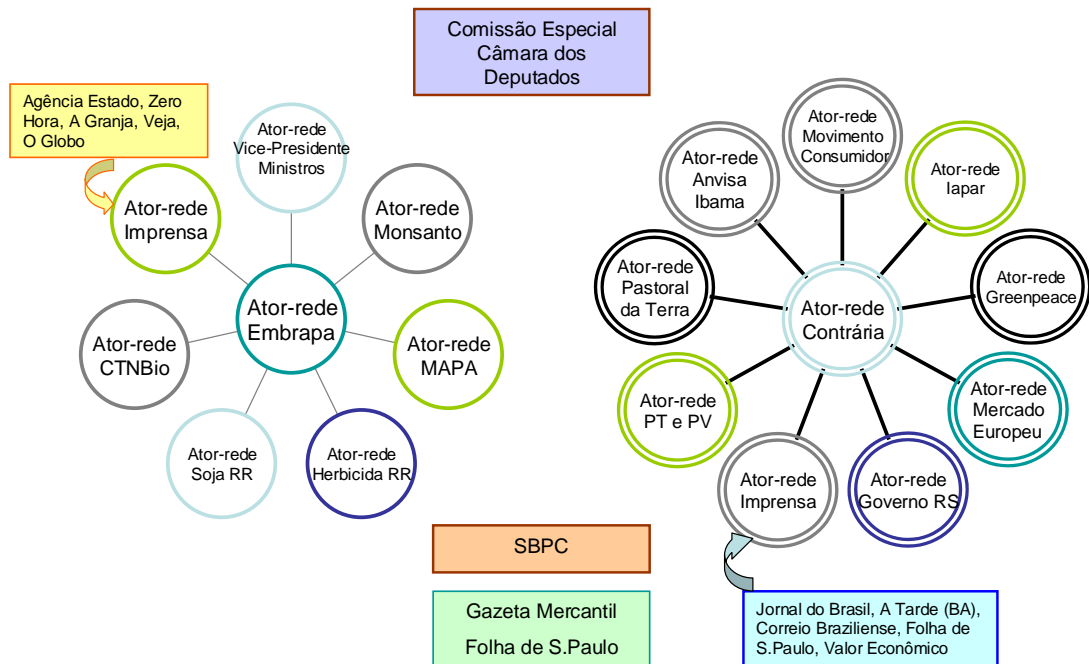 Comissão Especial
Câmara dos
Deputados
Agência Estado, Zero
Hora, A Granja, Veja,
O Globo
Ator-rede
Vice-Presidente
Ministros
Ator-rede
Imprensa
Ator-rede
Monsanto
Ator-rede
Embrapa
Ator-rede
CTNBio
Ator-rede
MAPA
Ator-rede
Soja RR
Ator-rede
Herbicida RR
Ator-rede
Movimento
Consumidor
Ator-rede
Anvisa
Ibama
Ator-rede
Iapar
Ator-rede
Pastoral
da Terra
Ator-rede
Greenpeace
Ator-rede
Contrária
Ator-rede
PT e PV
Ator-rede
Mercado
Europeu
Ator-rede
Imprensa
Ator-rede
Governo RS
SBPC
Gazeta Mercantil
Folha de S.Paulo
Jornal do Brasil, A Tarde (BA),
Correio Braziliense, Folha de
S.Paulo, Valor Econômico